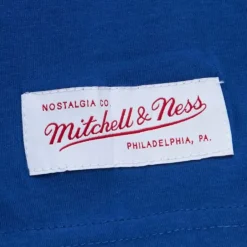 NOSTALGIA CO.
Mitchell & Ness
PHILADELPHIA, PA.